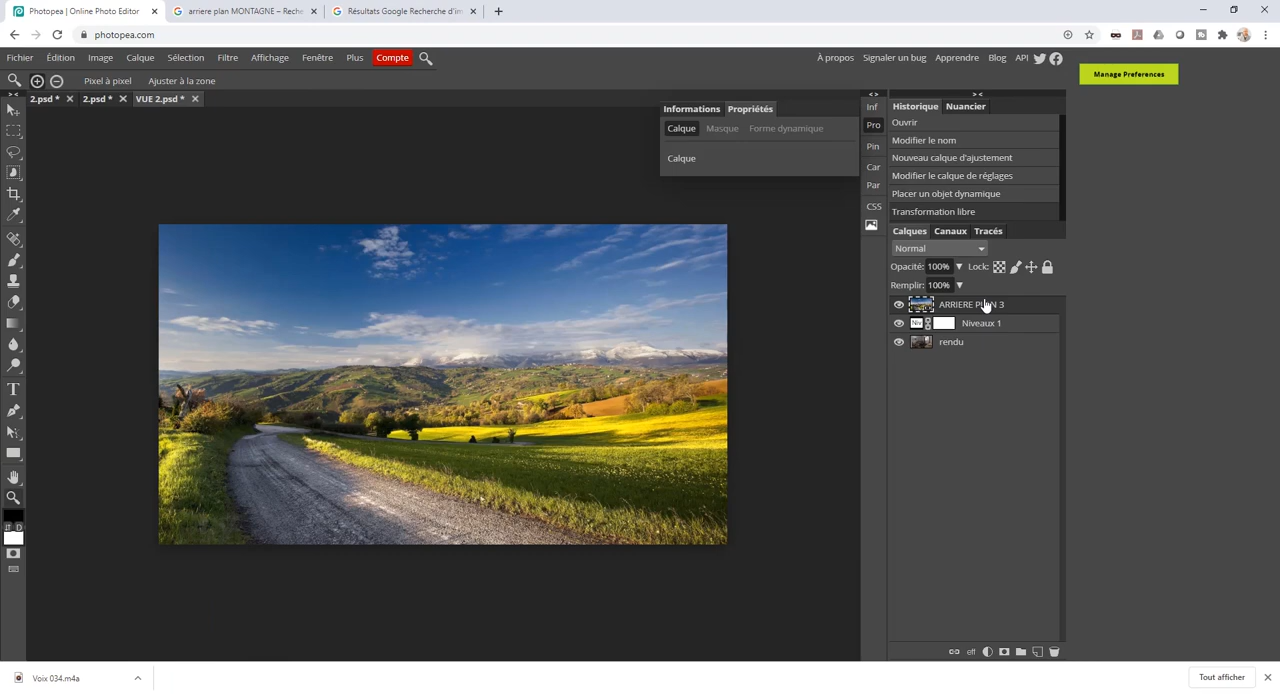 Photopea | Online Photo Editor
arriere plan MONTAGNE – Reche
Résultats Google Recherche d'im
photopea.com
Fichier Édition Image Calque Sélection Filtre Affichage Fenêtre Plus Compte
À propos Signaler un bug Apprendre Blog API
Manage Preferences
Pixel à pixel Ajuster à la zone
2.psd * 2.psd * VUE 2.psd *
Informations Propriétés
Calque Masque Forme dynamique
Calque
Inf
Pro
Pin
Car
Par
CSS
Historique Nuancier
Ouvrir
Modifier le nom
Nouveau calque d'ajustement
Modifier le calque de réglages
Placer un objet dynamique
Transformation libre
Calques Canaux Tracés
Normal
Opacité: 100% Lock:
Remplir: 100%
ARRIERE PLAN 3
Niv Niveaux 1
rendu
eff
D
Voix 034.m4a
Tout afficher